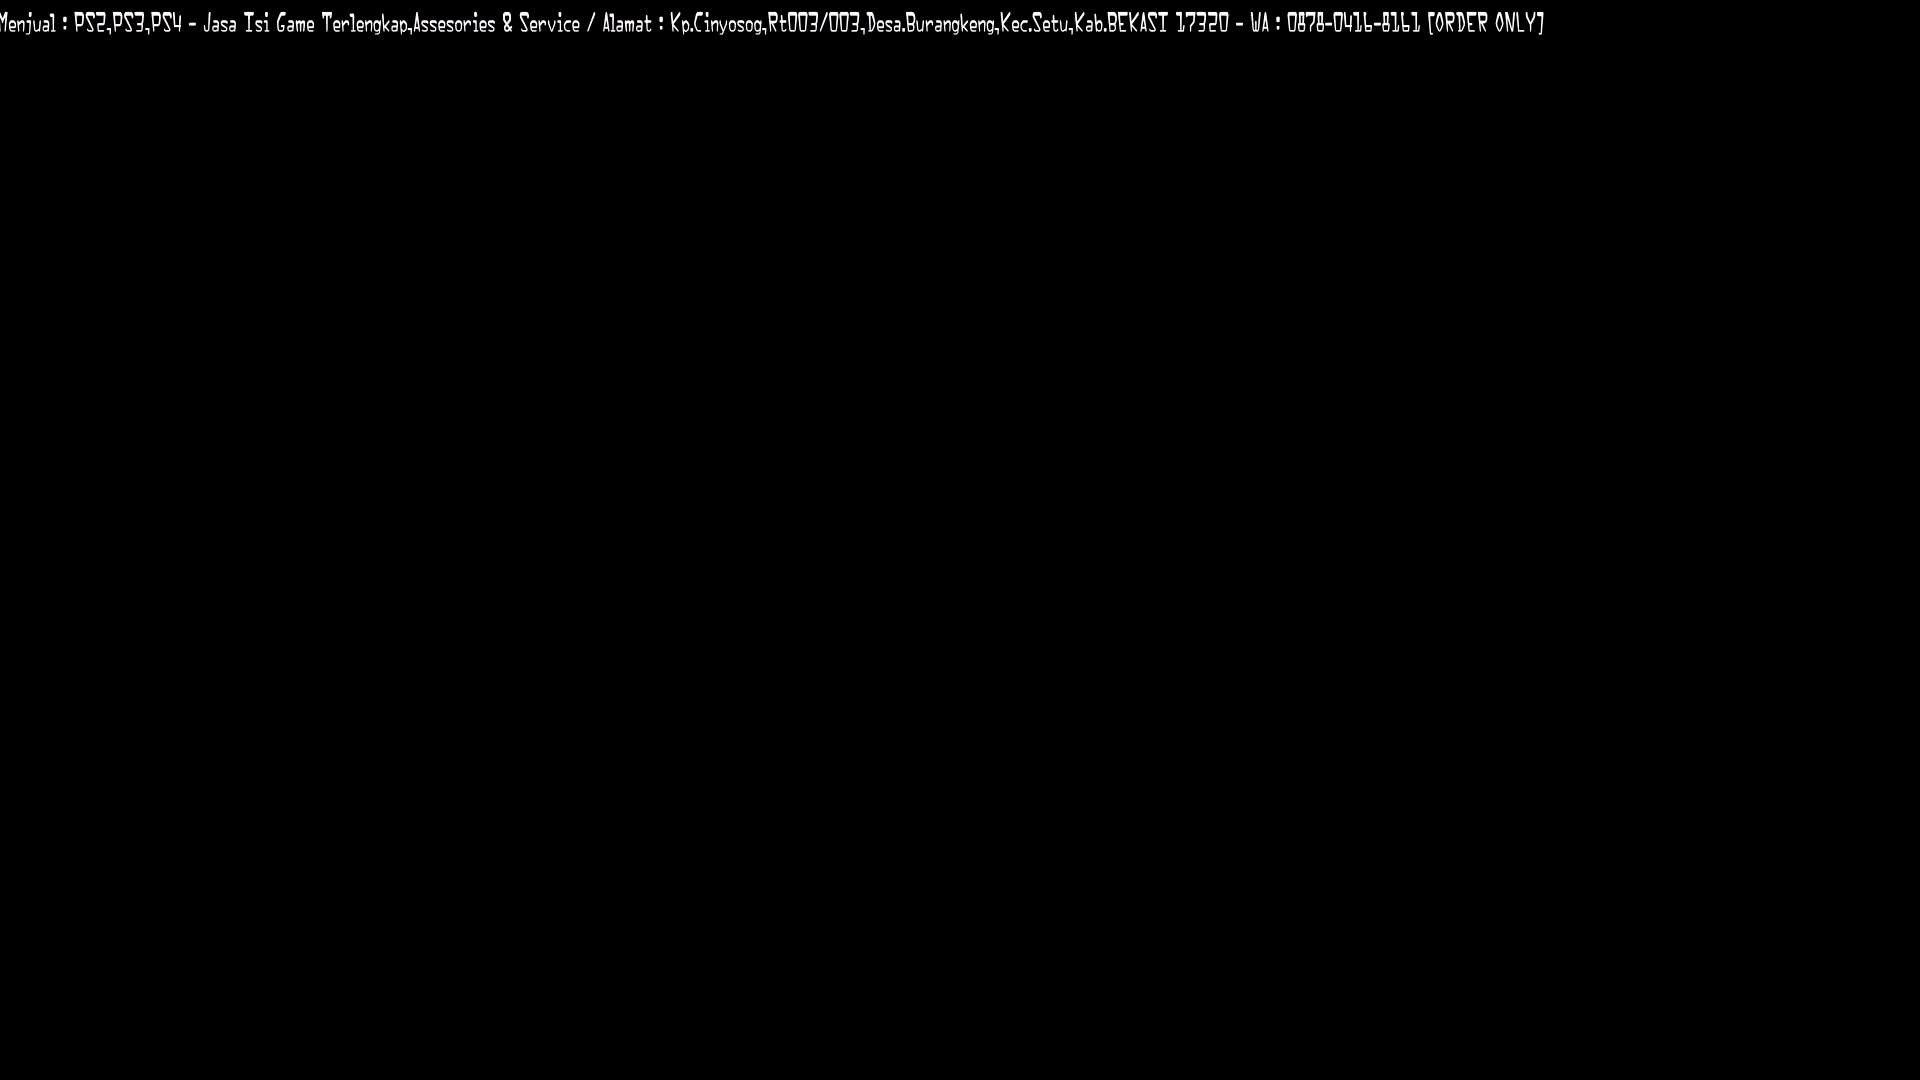 Menjual : PS2,PS3,PS4 - Jasa Isi Game Terlengkap,Assesories & Service / Alamat : Kp.Cinyosog,Rt003/003,Desa.Burangkeng,Kec.Setu,Kab.BEKASI 17320 - WA : 0878-0416-8161 [ORDER ONLY]